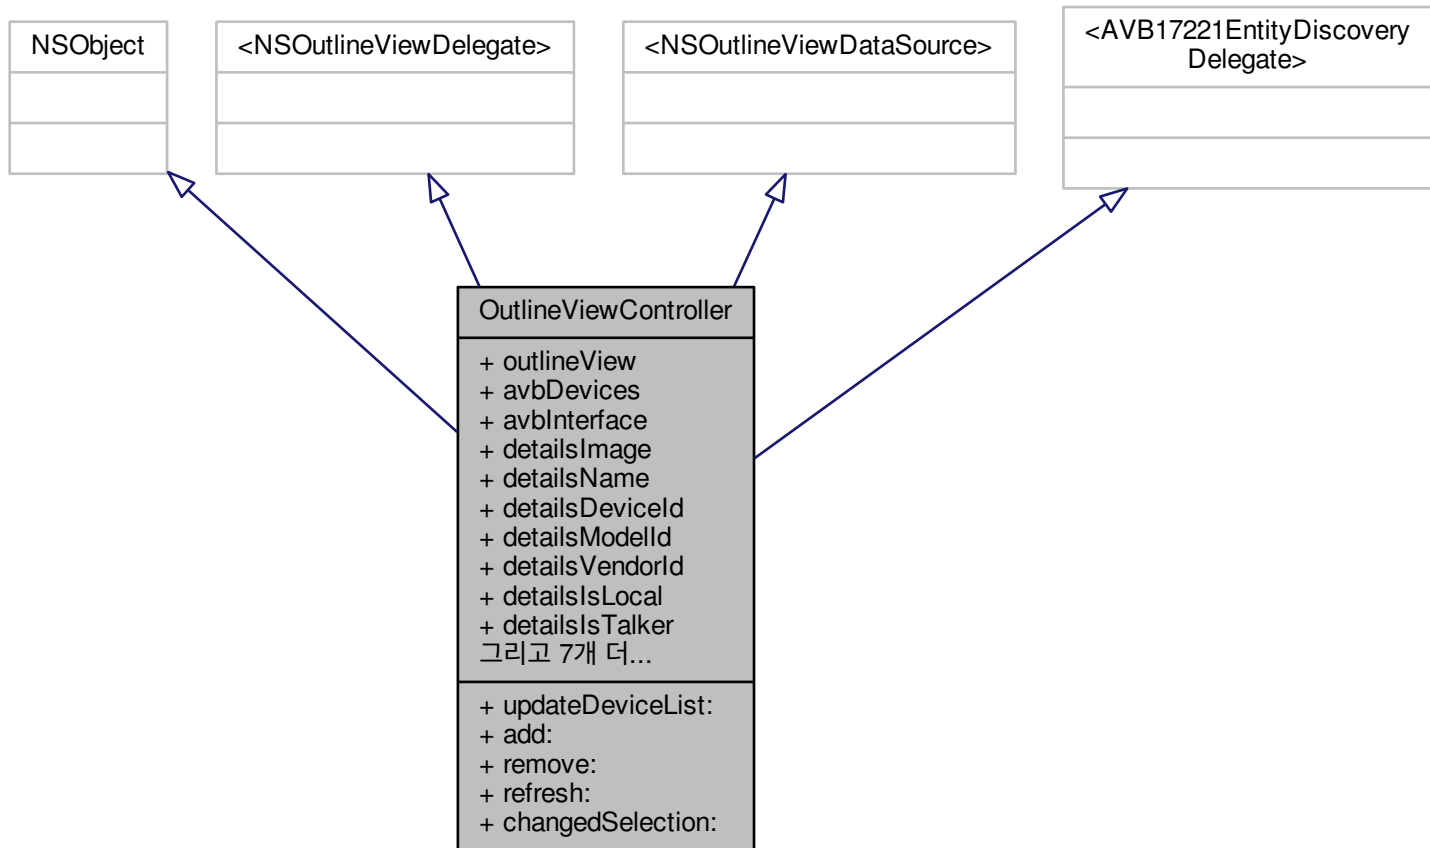 NSObject
<NSOutlineViewDelegate>
<NSOutlineViewDataSource>
<AVB17221EntityDiscovery
Delegate>
OutlineViewController
+ outlineView
+ avbDevices
+ avbInterface
+ detailsImage
+ detailsName
+ detailsDeviceId
+ detailsModelId
+ detailsVendorId
+ detailsIsLocal
+ detailsIsTalker
그리고 7개 더...
+ updateDeviceList:
+ add:
+ remove:
+ refresh:
+ changedSelection: